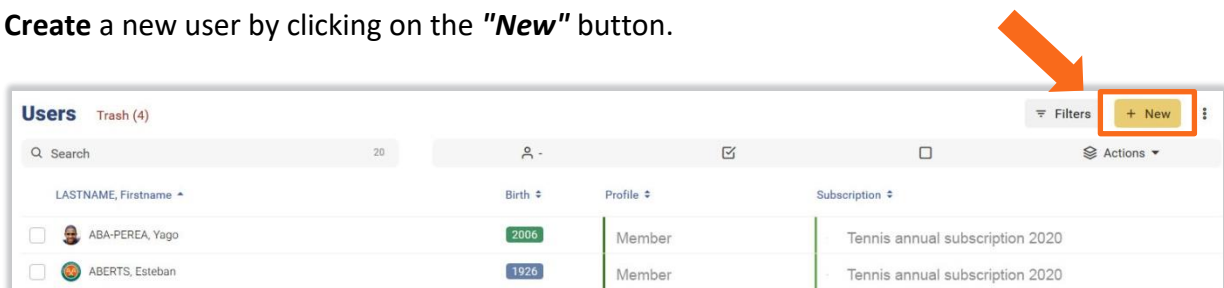 Create a new user by clicking on the "New" button.
Users Trash (4) Filters + New
Search 20 - Actions
LASTNAME, Firstname Birth Profile Subscription
ABA-PEREA, Yago 2006 Member Tennis annual subscription 2020
ABERTS, Esteban 1926 Member Tennis annual subscription 2020